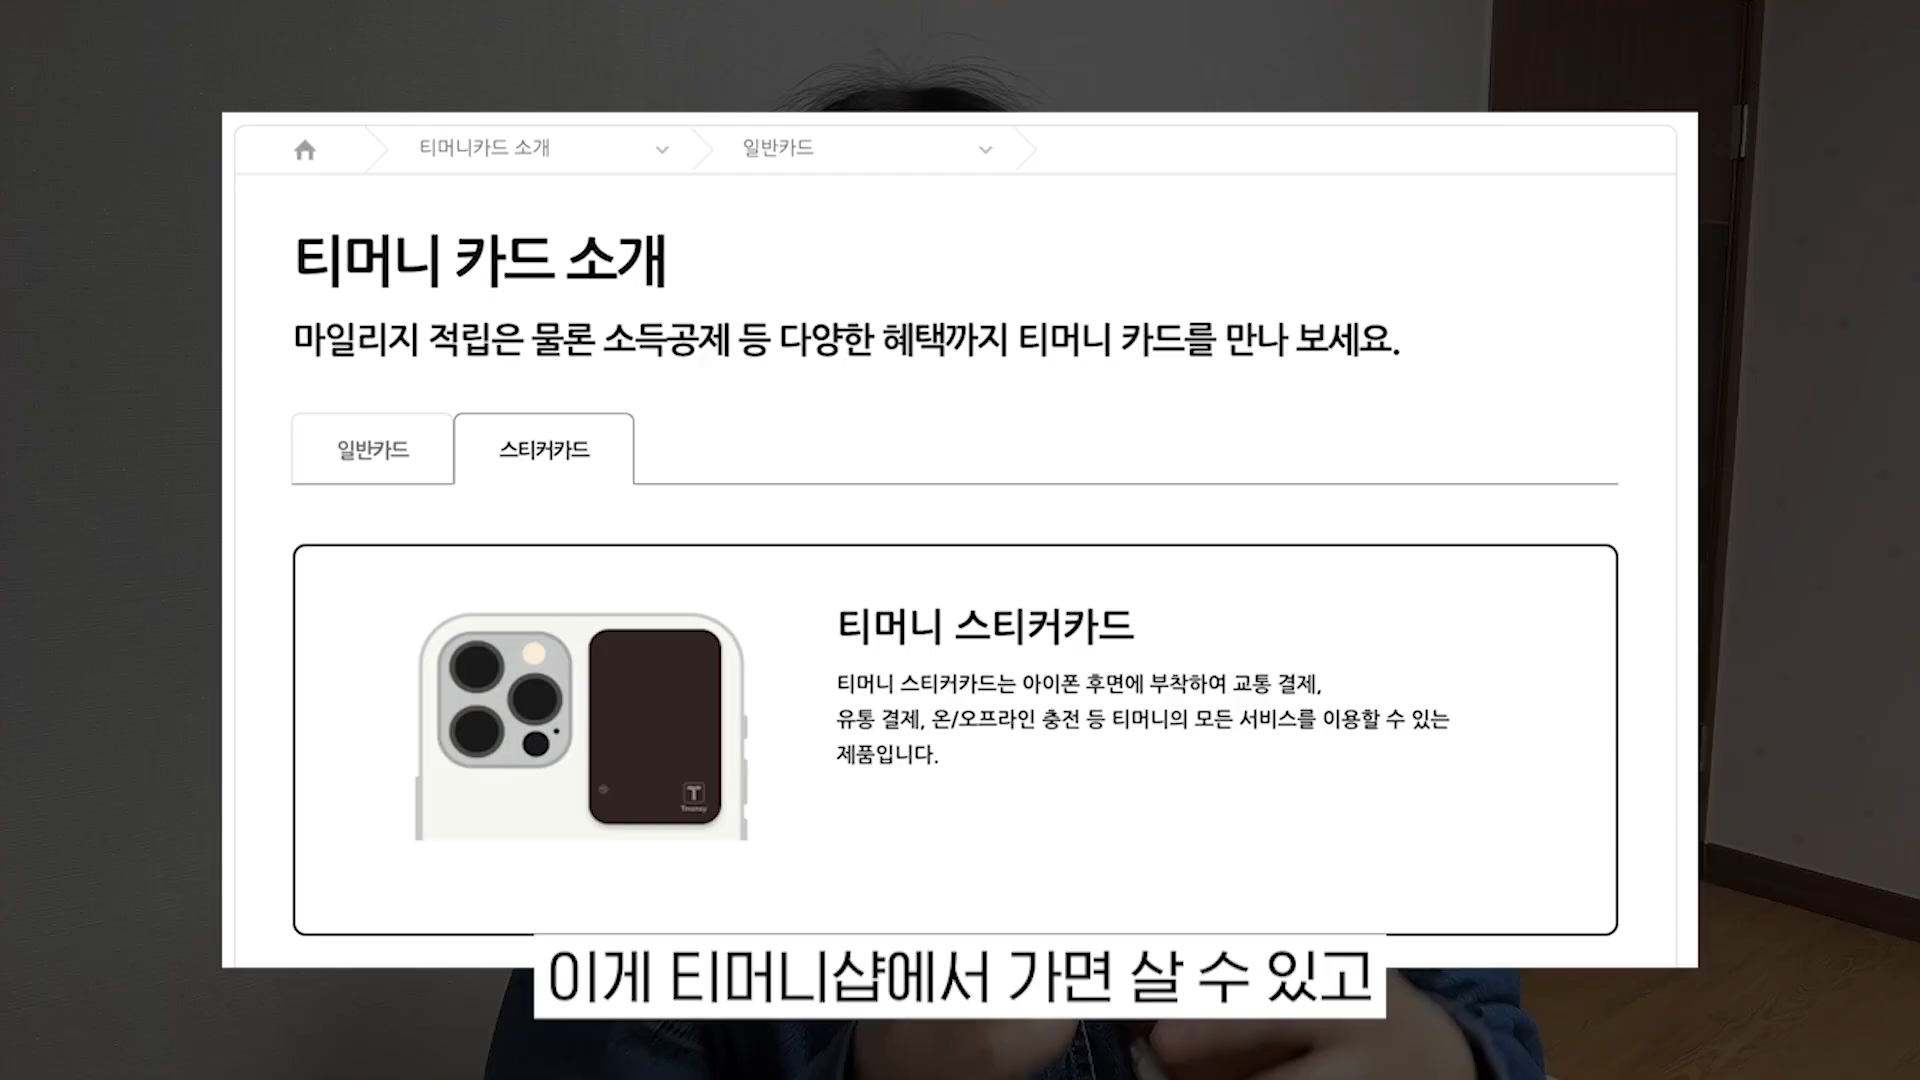 티머니카드 소개
일반카드
티머니 카드 소개
마일리지 적립은 물론 소득공제 등 다양한 혜택까지 티머니 카드를 만나 보세요.
일반카드
스티커카드
티머니 스티커카드
티머니 스티커카드는 아이폰 후면에 부착하여 교통 결제,
유통 결제, 온/오프라인 충전 등 티머니의 모든 서비스를 이용할 수 있는
제품입니다.
T
Tmoney
이게 티머니샵에서 가면 살 수 있고